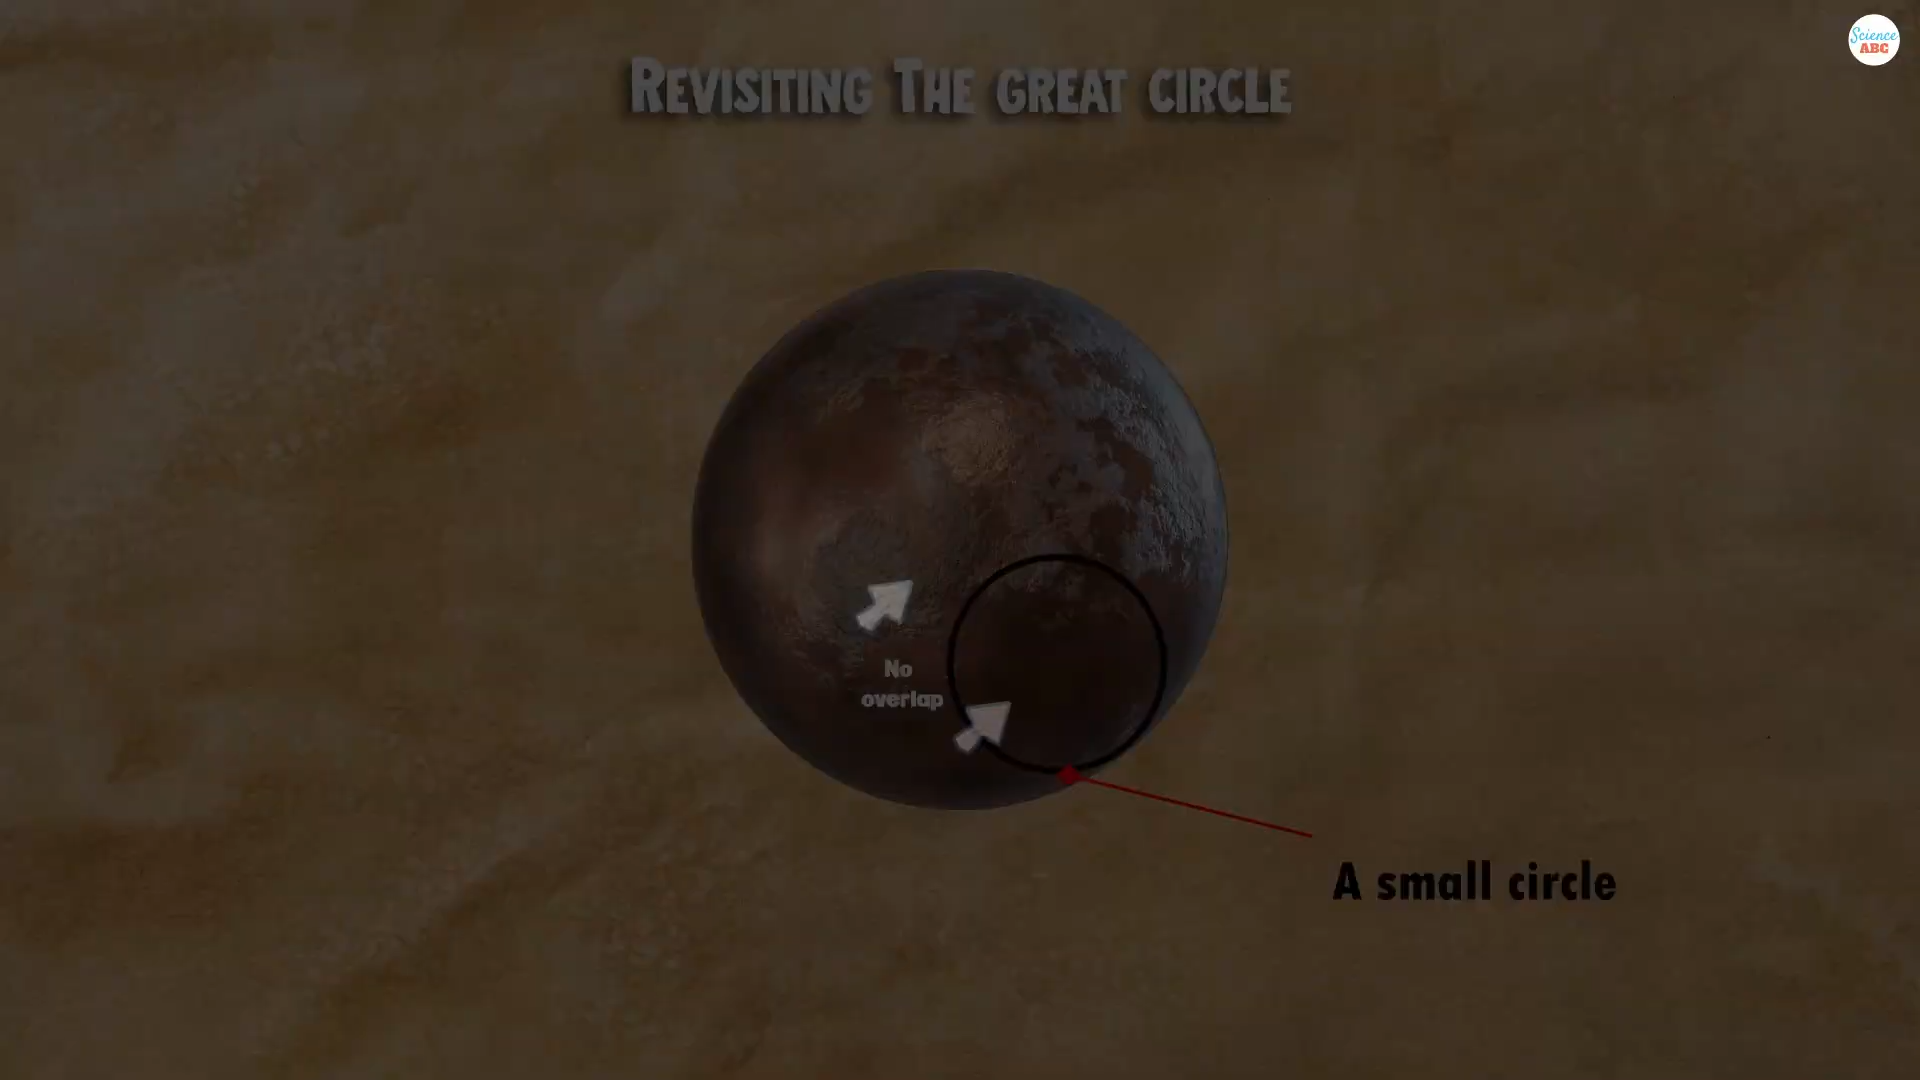 Science
ABC
REVISITING THE GREAT CIRCLE
No
overlap
A small circle